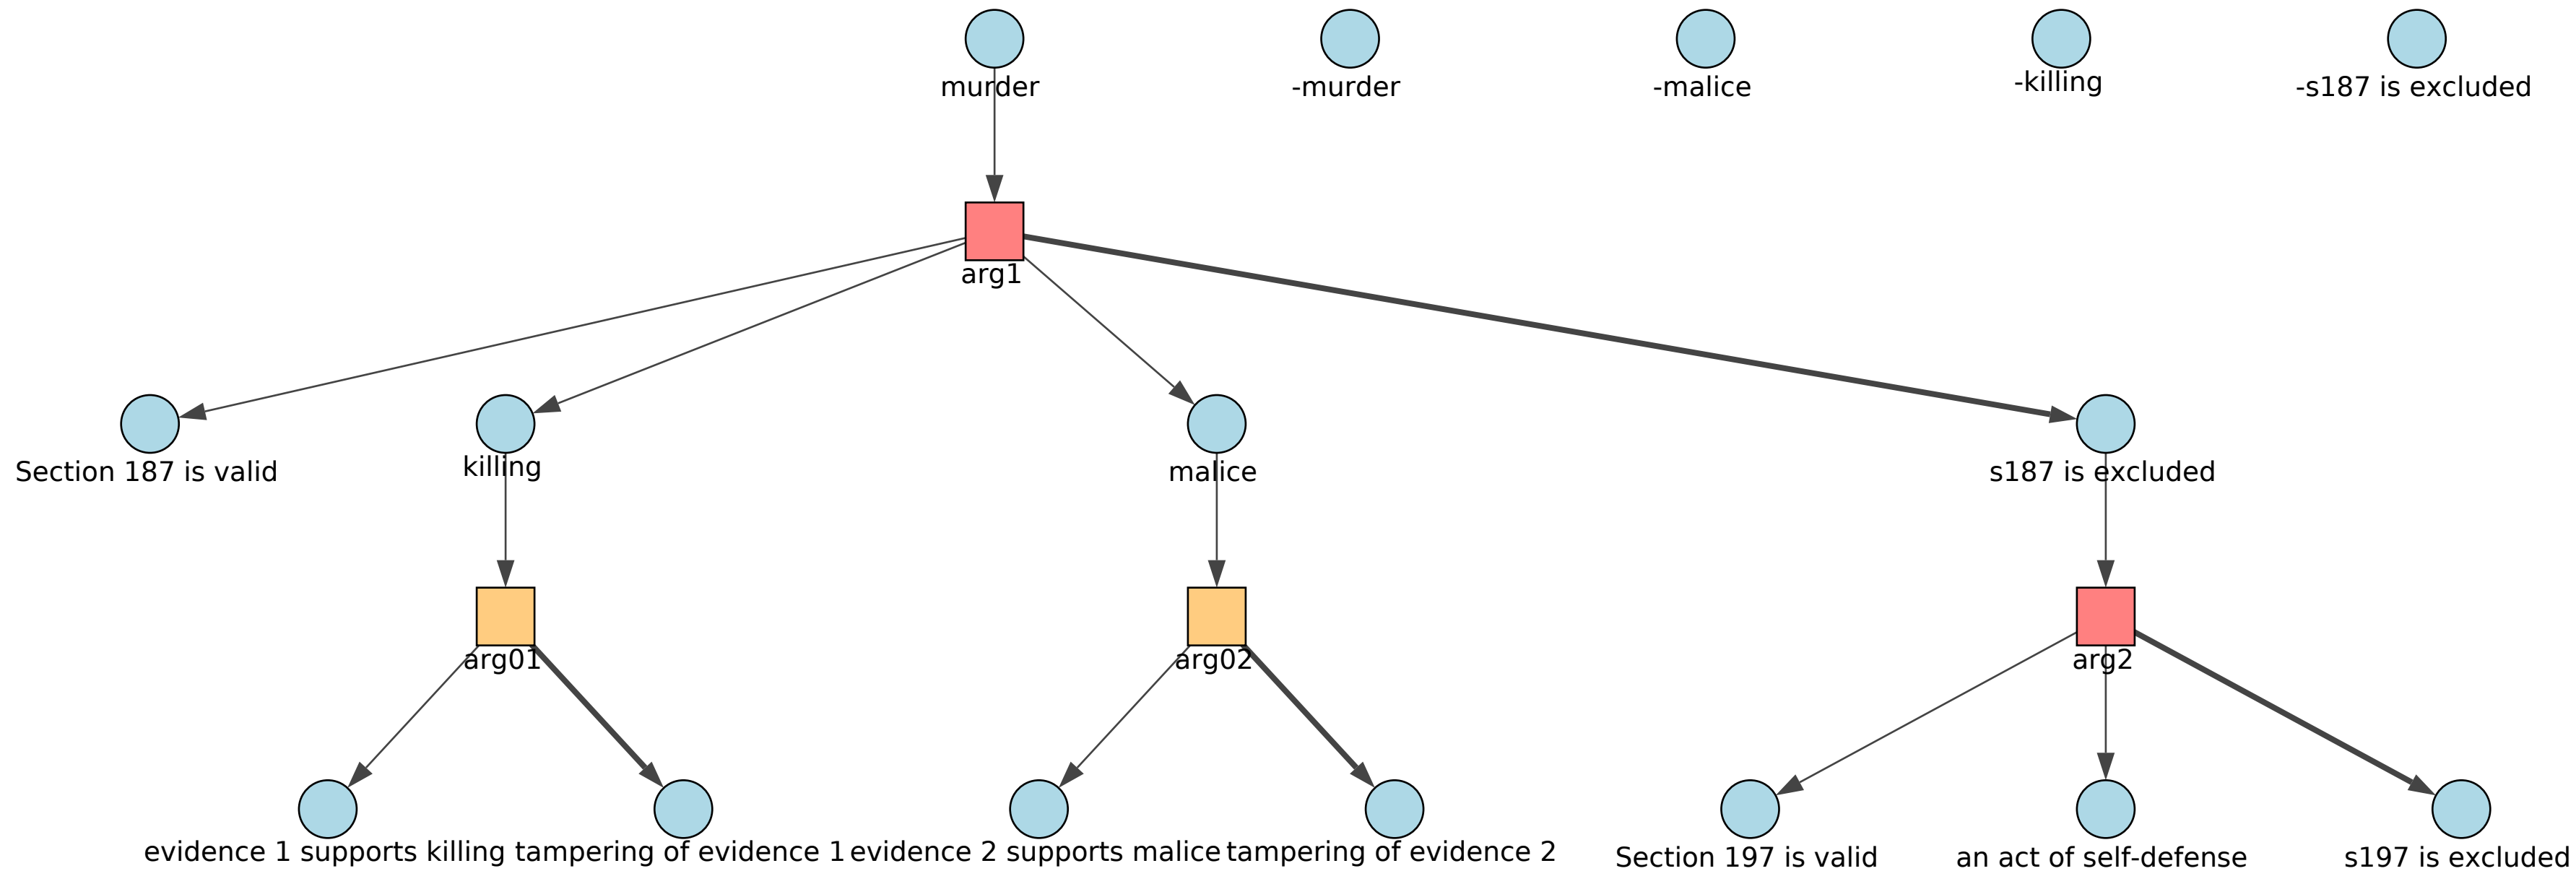 murder
-murder
-malice
-killing
-s187 is excluded
arg1
Section 187 is valid
killing
malice
s187 is excluded
arg01
arg02
arg2
evidence 1 supports killing
tampering of evidence 1
evidence 2 supports malice
tampering of evidence 2
Section 197 is valid
an act of self-defense
s197 is excluded